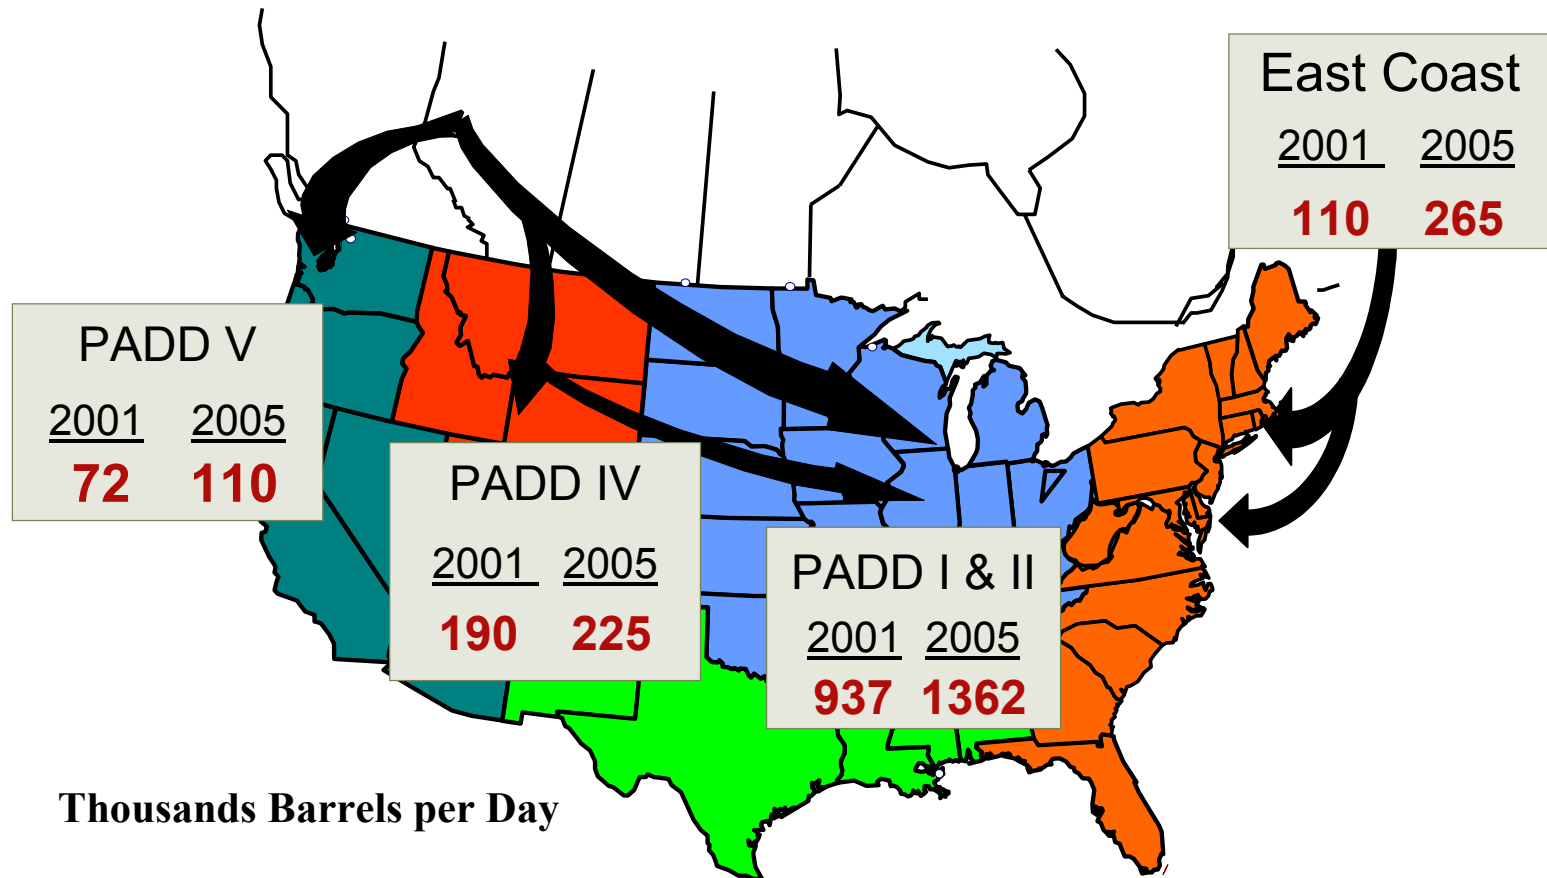 East Coast
2001 2005
110 265
PADD V
2001 2005
72 110
PADD IV
2001 2005
190 225
PADD I & II
2001 2005
937 1362
Thousands Barrels per Day